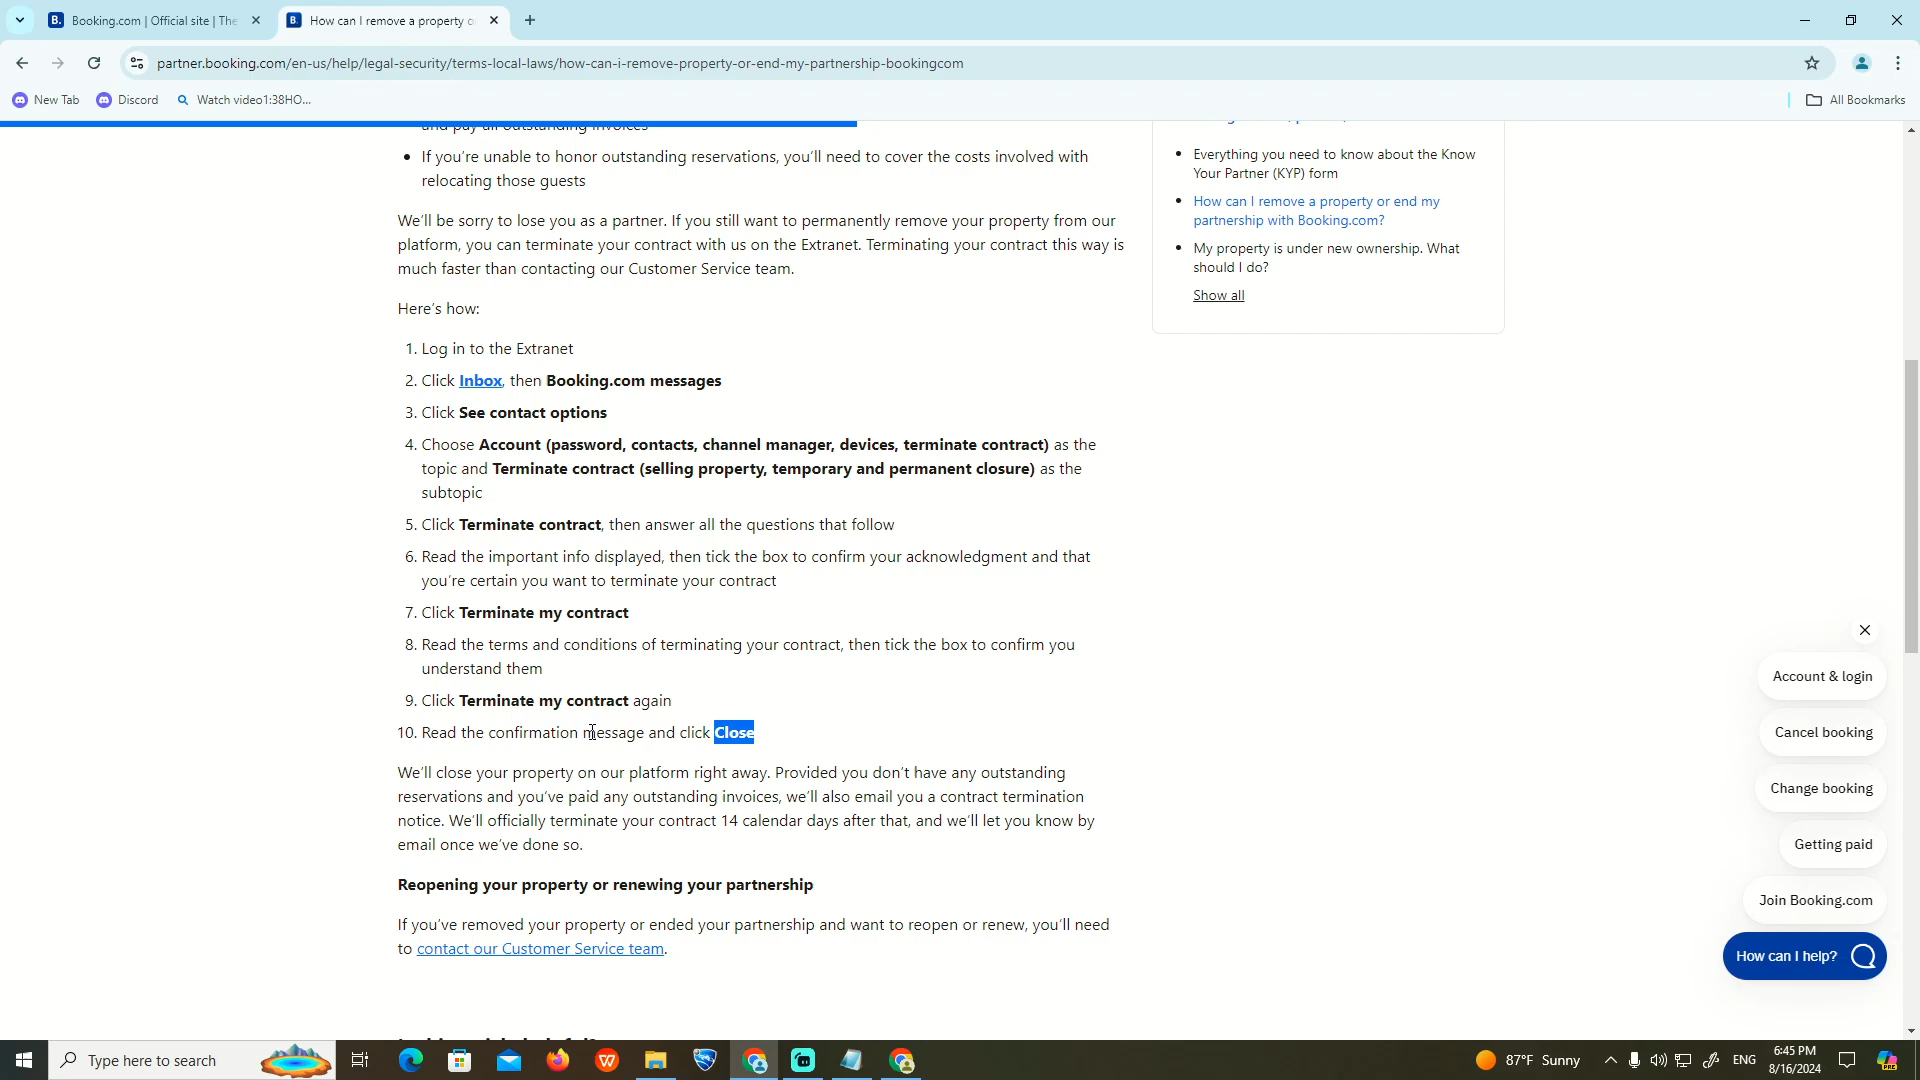 Booking.com | Official site | The
How can I remove a property o
partner.booking.com/en-us/help/legal-security/terms-local-laws/how-can-i-remove-property-or-end-my-partnership-bookingcom
New Tab
Discord
Watch video1:38HO...
All Bookmarks
and pay all outstanding invoices
• If you're unable to honor outstanding reservations, you'll need to cover the costs involved with
relocating those guests
We'll be sorry to lose you as a partner. If you still want to permanently remove your property from our
platform, you can terminate your contract with us on the Extranet. Terminating your contract this way is
much faster than contacting our Customer Service team.
Here's how:
1. Log in to the Extranet
2. Click Inbox, then Booking.com messages
3. Click See contact options
4. Choose Account (password, contacts, channel manager, devices, terminate contract) as the
topic and Terminate contract (selling property, temporary and permanent closure) as the
subtopic
5. Click Terminate contract, then answer all the questions that follow
6. Read the important info displayed, then tick the box to confirm your acknowledgment and that
you're certain you want to terminate your contract
7. Click Terminate my contract
8. Read the terms and conditions of terminating your contract, then tick the box to confirm you
understand them
9. Click Terminate my contract again
10. Read the confirmation message and click Close
We'll close your property on our platform right away. Provided you don't have any outstanding
reservations and you've paid any outstanding invoices, we'll also email you a contract termination
notice. We'll officially terminate your contract 14 calendar days after that, and we'll let you know by
email once we've done so.
Reopening your property or renewing your partnership
If you've removed your property or ended your partnership and want to reopen or renew, you'll need
to contact our Customer Service team.
• Everything you need to know about the Know
Your Partner (KYP) form
• How can I remove a property or end my
partnership with Booking.com?
• My property is under new ownership. What
should I do?
Show all
Account & login
Cancel booking
Change booking
Getting paid
Join Booking.com
How can I help?
Type here to search
87°F Sunny
ENG
6:45 PM
8/16/2024